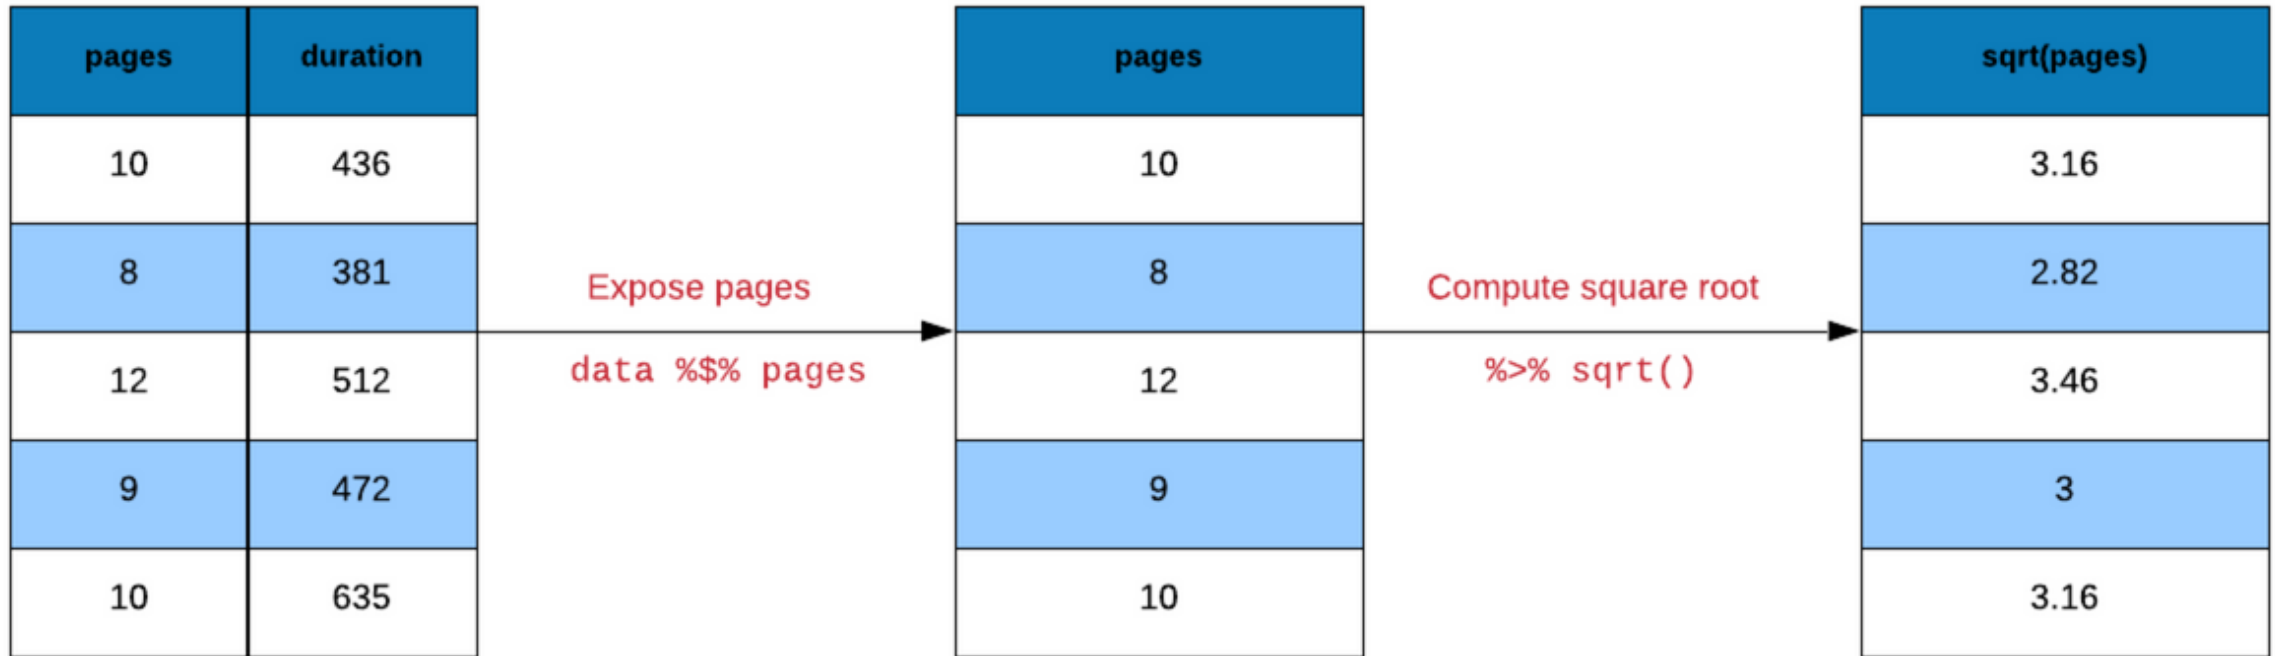 pages duration
10 436
8 381
12 512
9 472
10 635
Expose pages
data %$% pages
pages
10
8
12
9
10
Compute square root
%>% sqrt()
sqrt(pages)
3.16
2.82
3.46
3
3.16